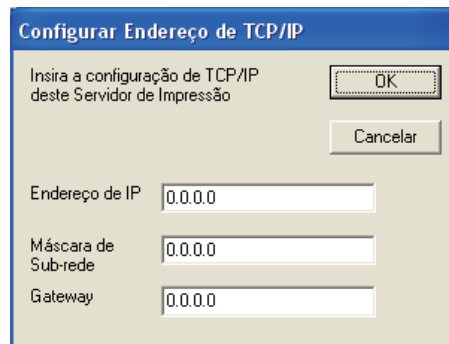 Configurar Endereço de TCP/IP
Insira a configuração de TCP/IP
deste Servidor de Impressão
OK
Cancelar
Endereço de IP
0.0.0.0
Máscara de
Sub-rede
0.0.0.0
Gateway
0.0.0.0